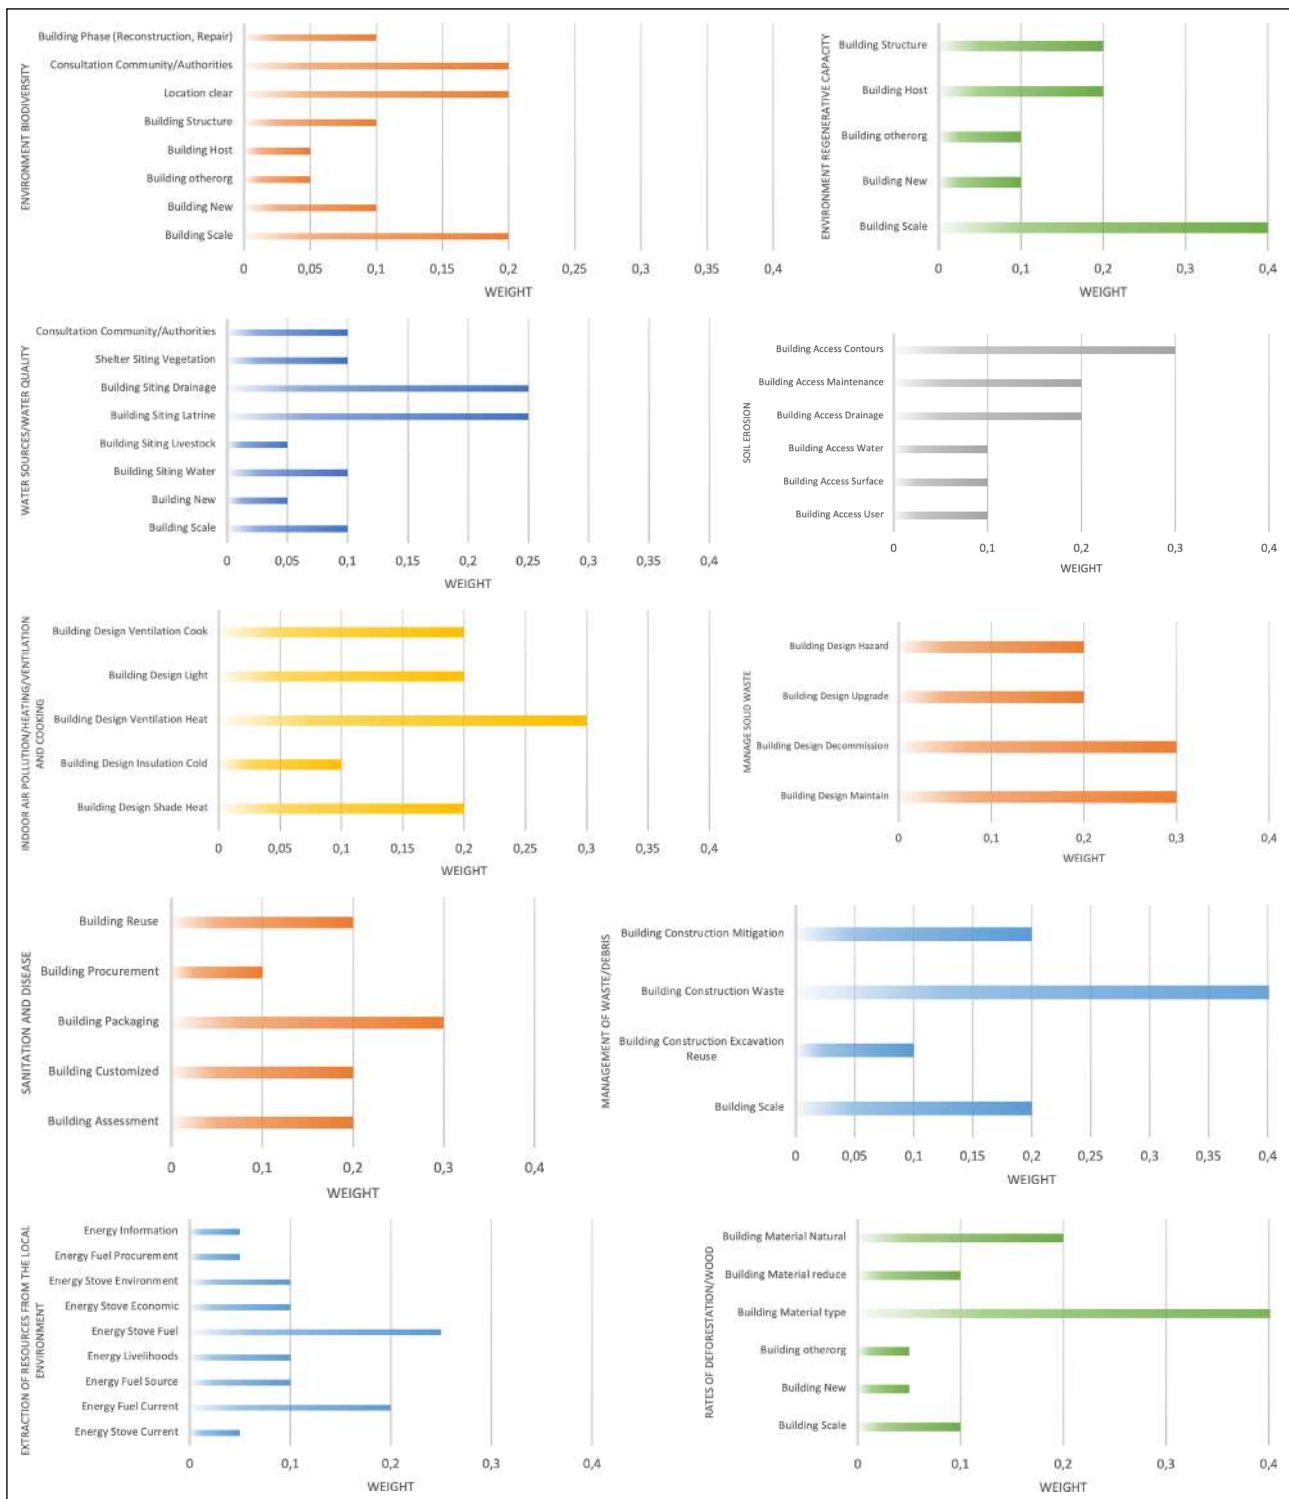 ENVIRONMENT BIODIVERSITY
Building Phase (Reconstruction, Repair)
Consultation Community/Authorities
Location clear
Building Structure
Building Host
Building otherorg
Building New
Building Scale
0 0,05 0,1 0,15 0,2 0,25 0,3 0,35 0,4
WEIGHT
ENVIRONMENT REGENERATIVE CAPACITY
Building Structure
Building Host
Building otherorg
Building New
Building Scale
0 0,1 0,2 0,3 0,4
WEIGHT
WATER SOURCES/WATER QUALITY
Consultation Community/Authorities
Shelter Siting Vegetation
Building Siting Drainage
Building Siting Latrine
Building Siting Livestock
Building Siting Water
Building New
Building Scale
0 0,05 0,1 0,15 0,2 0,25 0,3 0,35 0,4
WEIGHT
SOIL EROSION
Building Access Contours
Building Access Maintenance
Building Access Drainage
Building Access Water
Building Access Surface
Building Access User
0 0,1 0,2 0,3 0,4
WEIGHT
INDOOR AIR POLLUTION/HEATING/VENTILATION
AND COOKING
Building Design Ventilation Cook
Building Design Light
Building Design Ventilation Heat
Building Design Insulation Cold
Building Design Shade Heat
0 0,05 0,1 0,15 0,2 0,25 0,3 0,35 0,4
WEIGHT
MANAGE SOLID WASTE
Building Design Hazard
Building Design Upgrade
Building Design Decommission
Building Design Maintain
0 0,1 0,2 0,3 0,4
WEIGHT
SANITATION AND DISEASE
Building Reuse
Building Procurement
Building Packaging
Building Customized
Building Assessment
0 0,1 0,2 0,3 0,4
WEIGHT
MANAGEMENT OF WASTE/DEBRIS
Building Construction Mitigation
Building Construction Waste
Building Construction Excavation
Reuse
Building Scale
0 0,05 0,1 0,15 0,2 0,25 0,3 0,35 0,4
WEIGHT
EXTRACTION OF RESOURCES FROM THE LOCAL
ENVIRONMENT
Energy Information
Energy Fuel Procurement
Energy Stove Environment
Energy Stove Economic
Energy Stove Fuel
Energy Livelihoods
Energy Fuel Source
Energy Fuel Current
Energy Stove Current
0 0,1 0,2 0,3 0,4
WEIGHT
RATES OF DEFORESTATION/WOOD
Building Material Natural
Building Material reduce
Building Material type
Building otherorg
Building New
Building Scale
0 0,1 0,2 0,3 0,4
WEIGHT